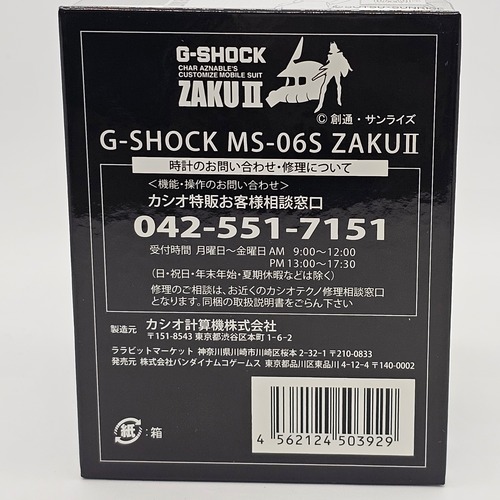 G-SHOCK
CHAR AZNABLE'S
CUSTOMIZE MOBILE SUIT
ZAKUⅡ
© 創通・サンライズ
G-SHOCK MS-06S ZAKUⅡ
時計のお問い合わせ・修理について
＜機能・操作のお問い合わせ＞
カシオ特販お客様相談窓口
042-551-7151
受付時間 月曜日～金曜日 AM 9:00～12:00
PM 13:00～17:30
（日・祝日・年末年始・夏期休暇などは除く）
修理のご相談は、お近くのカシオテクノ修理相談窓口
となります。同梱の取扱説明書をごらん下さい
製造元 カシオ計算機株式会社
〒151-8543 東京都渋谷区本町 1-6-2
ララビットマーケット 神奈川県川崎市川崎区桜本 2-32-1 〒210-0833
発売元 株式会社バンダイナムコゲームス 東京都品川区東品川 4-12-4 〒140-0002
紙 : 箱
4 562124 503929